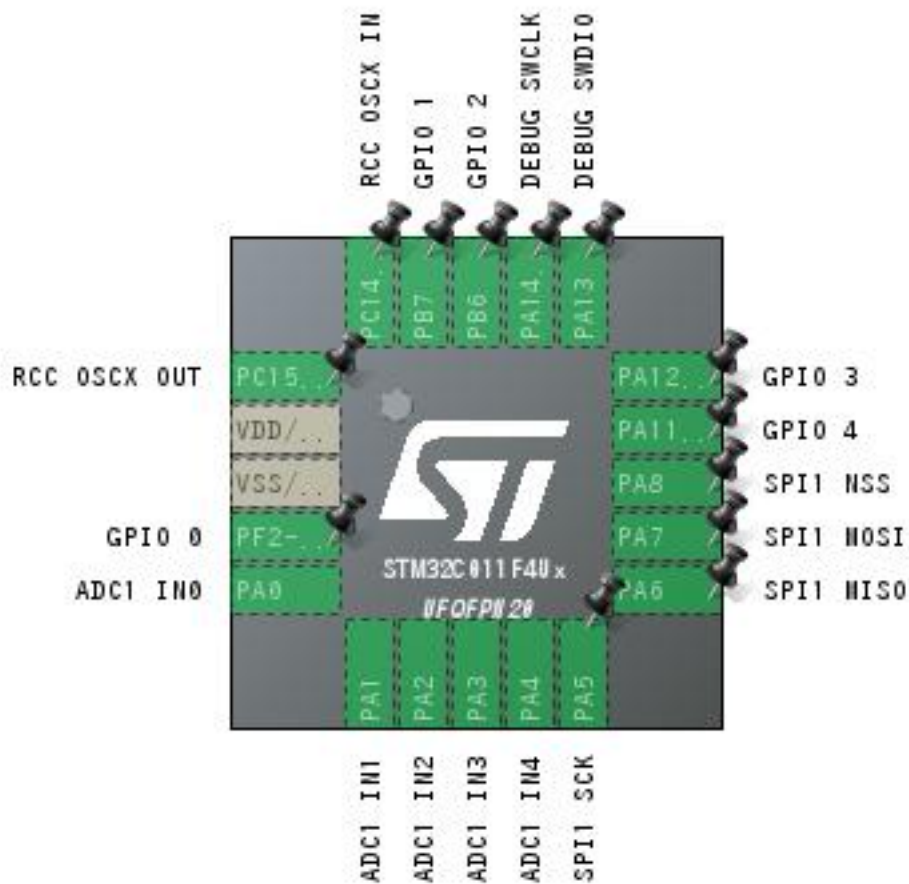 RCC OSCX IN
GPIO 1
GPIO 2
DEBUG SWCLK
DEBUG SWDIO
PC14.
PB7
PB6
PA14.
PA13
RCC OSCX OUT
PC15..
VDD/..
VSS/..
GPIO 0
PF2-..
ADC1 IN0
PA0
ST
STM32C011F4Ux
UFQFPN20
PA12..
GPIO 3
PA11..
GPIO 4
PA8
SPI1 NSS
PA7
SPI1 MOSI
PA6
SPI1 MISO
PA1
PA2
PA3
PA4
PA5
ADC1 IN1
ADC1 IN2
ADC1 IN3
ADC1 IN4
SPI1 SCK